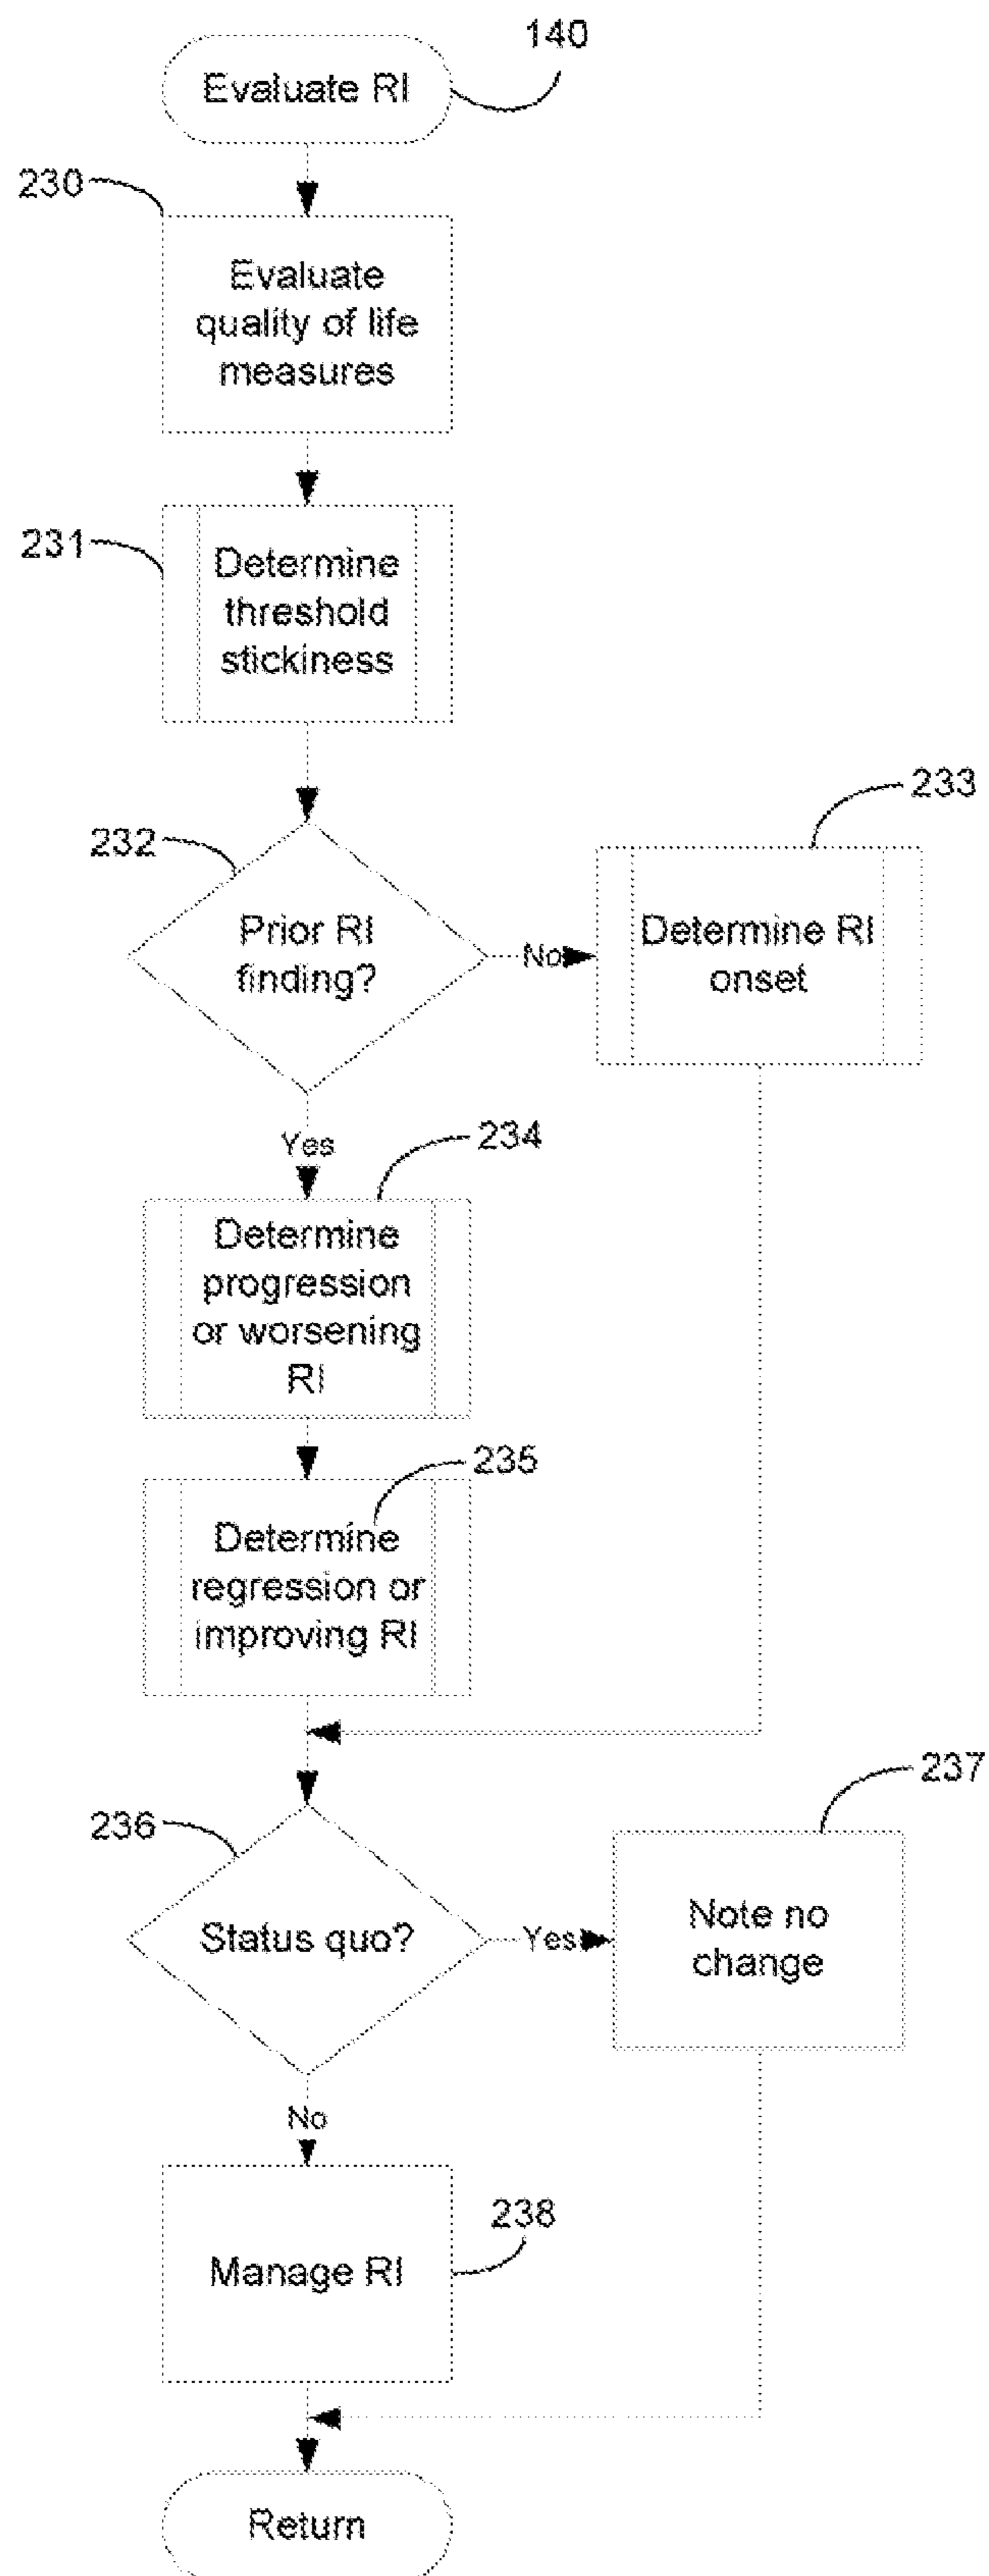 140
Evaluate RI
230
Evaluate
quality of life
measures
231
Determine
threshold
stickiness
232
Prior RI
finding?
No
233
Determine RI
onset
Yes
234
Determine
progression
or worsening
RI
235
Determine
regression or
improving RI
236
Status quo?
Yes
237
Note no
change
No
238
Manage RI
Return